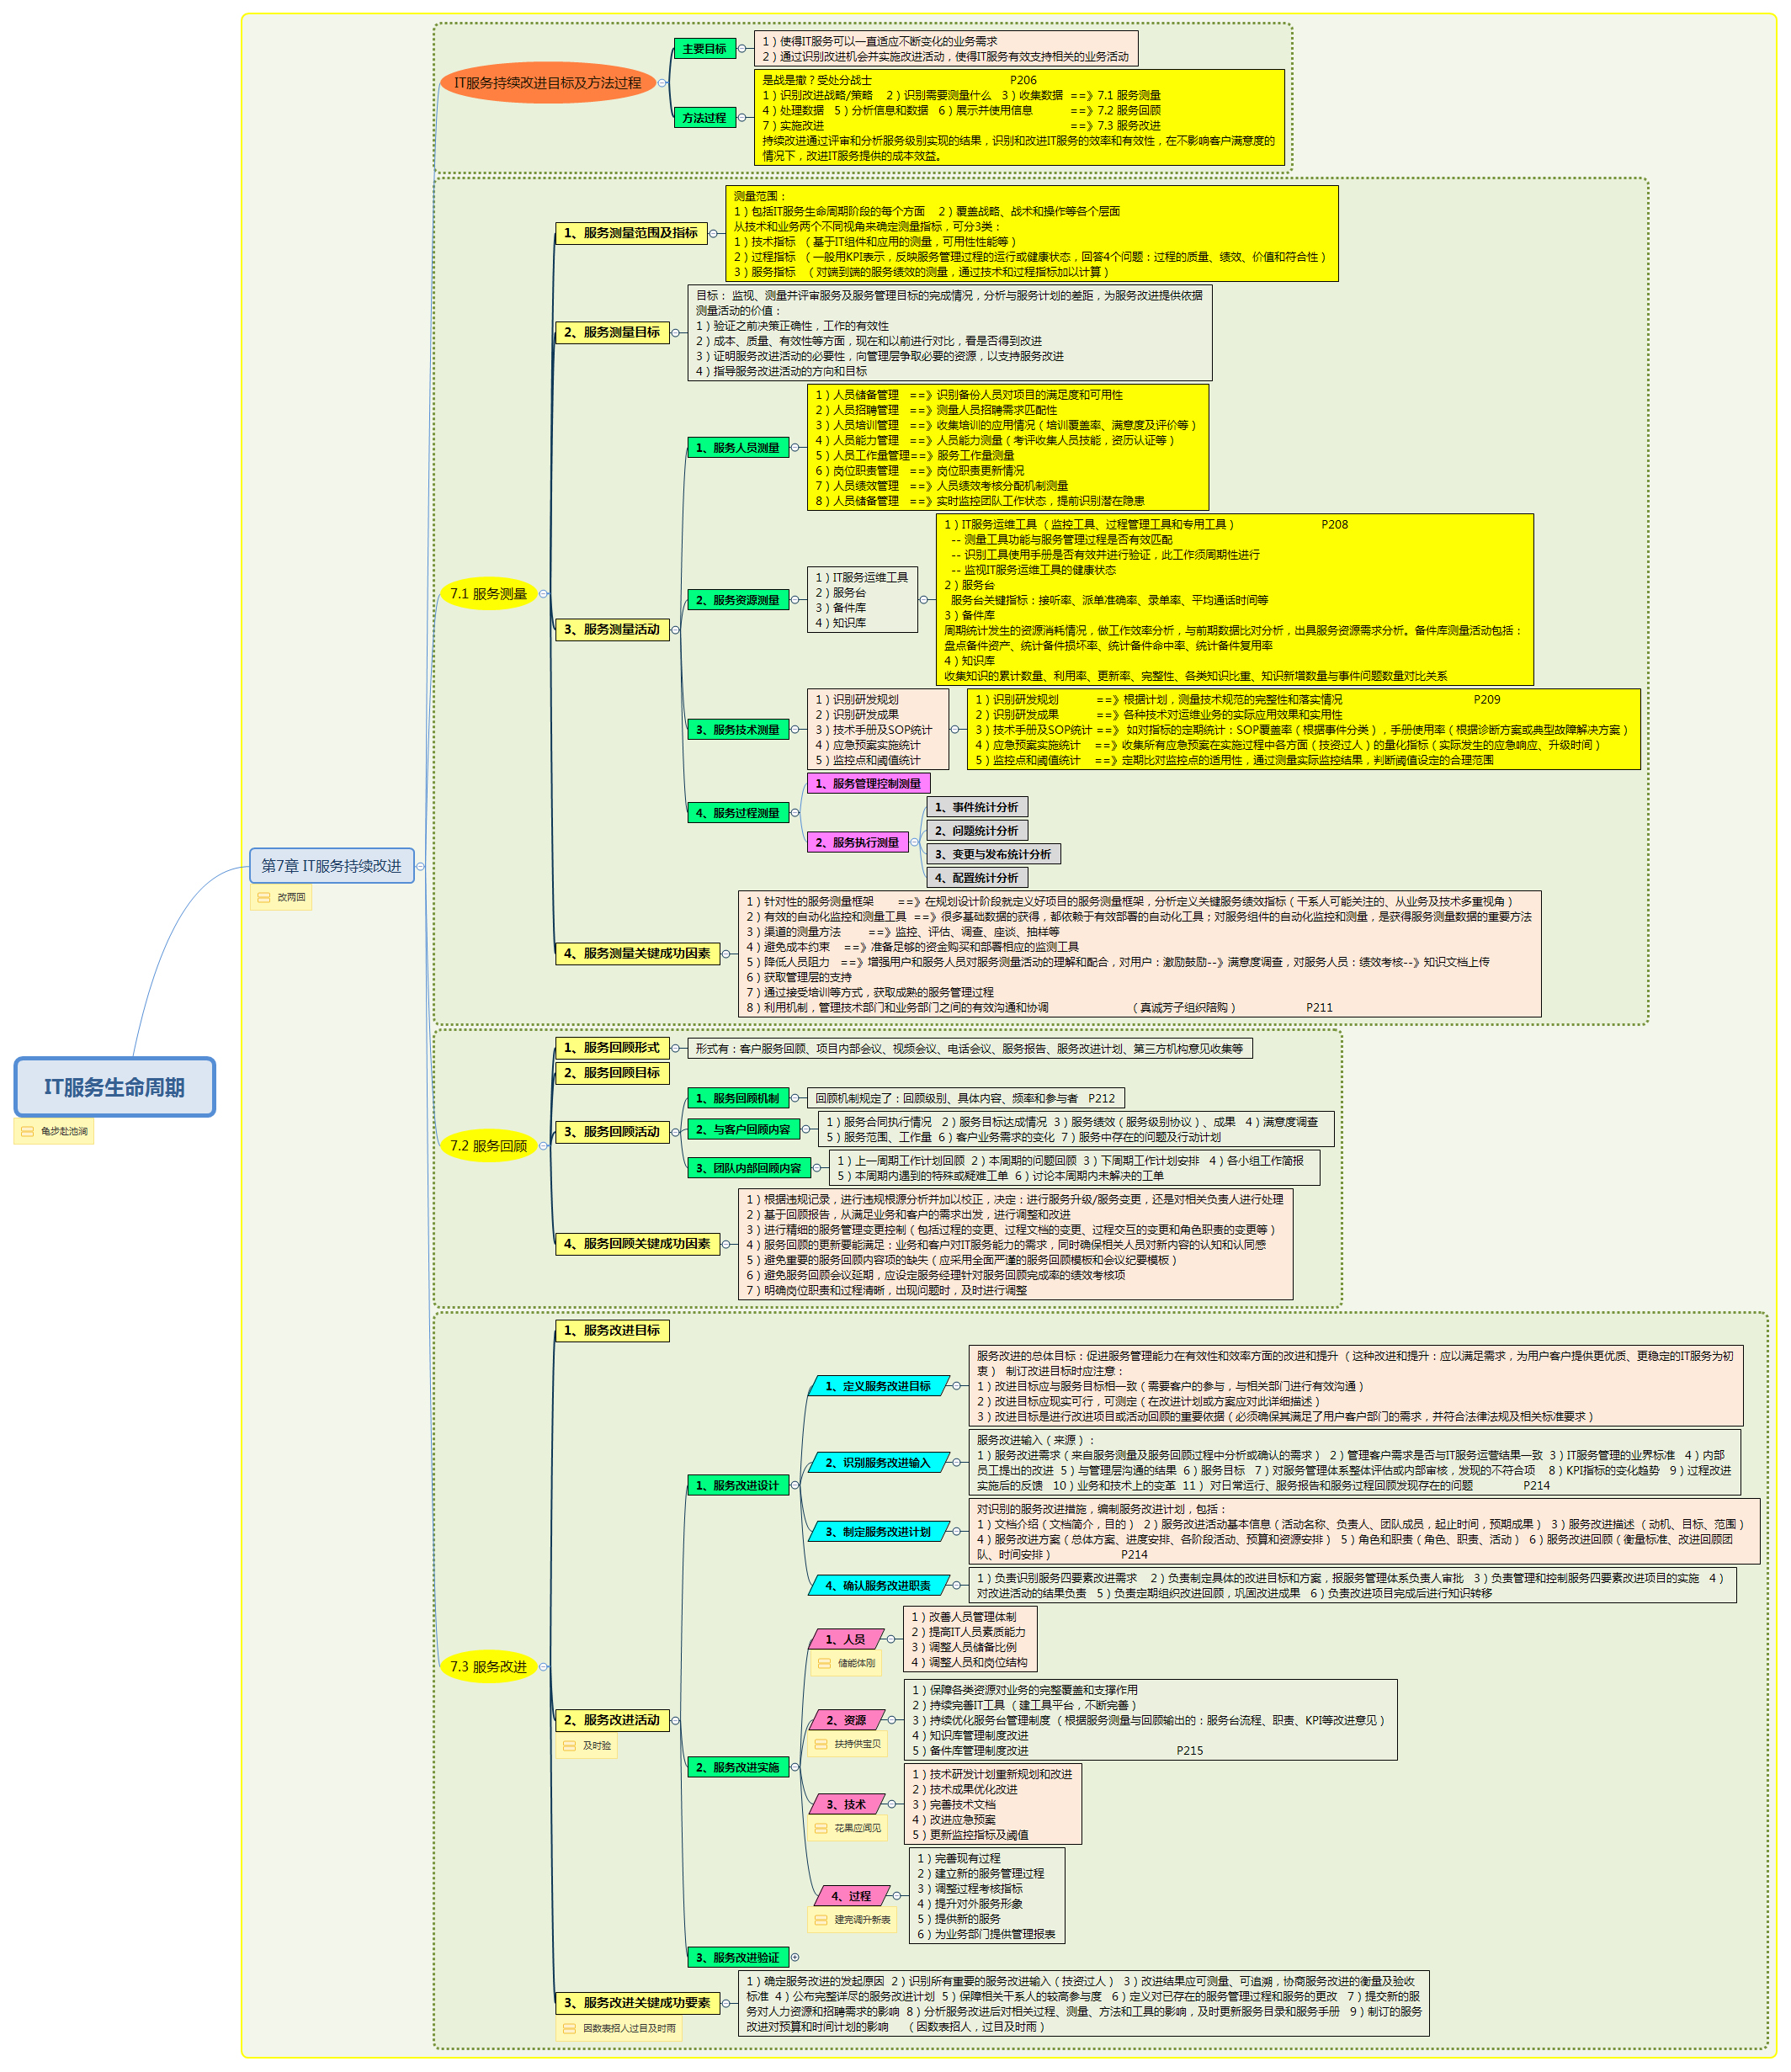 IT服务生命周期
龟步赴池涧
第7章 IT服务持续改进
改两回
IT服务持续改进目标及方法过程
主要目标
1）使得IT服务可以一直适应不断变化的业务需求
2）通过识别改进机会并实施改进活动，使得IT服务有效支持相关的业务活动
方法过程
是战是撤？受处分战士 P206
1）识别改进战略/策略 2）识别需要测量什么 3）收集数据 ==》7.1 服务测量
4）处理数据 5）分析信息和数据 6）展示并使用信息 ==》7.2 服务回顾
7）实施改进 ==》7.3 服务改进
持续改进通过评审和分析服务级别实现的结果，识别和改进IT服务的效率和有效性，在不影响客户满意度的
情况下，改进IT服务提供的成本效益。
7.1 服务测量
1、服务测量范围及指标
测量范围：
1）包括IT服务生命周期阶段的每个方面 2）覆盖战略、战术和操作等各个层面
从技术和业务两个不同视角来确定测量指标，可分3类：
1）技术指标 （基于IT组件和应用的测量，可用性性能等）
2）过程指标 （一般用KPI表示，反映服务管理过程的运行或健康状态，回答4个问题：过程的质量、绩效、价值和符合性）
3）服务指标 （对端到端的服务绩效的测量，通过技术和过程指标加以计算）
2、服务测量目标
目标： 监视、测量并评审服务及服务管理目标的完成情况，分析与服务计划的差距，为服务改进提供依据
测量活动的价值：
1）验证之前决策正确性，工作的有效性
2）成本、质量、有效性等方面，现在和以前进行对比，看是否得到改进
3）证明服务改进活动的必要性，向管理层争取必要的资源，以支持服务改进
4）指导服务改进活动的方向和目标
3、服务测量活动
1、服务人员测量
1）人员储备管理 ==》识别备份人员对项目的满足度和可用性
2）人员招聘管理 ==》测量人员招聘需求匹配性
3）人员培训管理 ==》收集培训的应用情况（培训覆盖率、满意度及评价等）
4）人员能力管理 ==》人员能力测量（考评收集人员技能，资历认证等）
5）人员工作量管理==》服务工作量测量
6）岗位职责管理 ==》岗位职责更新情况
7）人员绩效管理 ==》人员绩效考核分配机制测量
8）人员储备管理 ==》实时监控团队工作状态，提前识别潜在隐患
2、服务资源测量
1）IT服务运维工具
2）服务台
3）备件库
4）知识库
1）IT服务运维工具 （监控工具、过程管理工具和专用工具） P208
-- 测量工具功能与服务管理过程是否有效匹配
-- 识别工具使用手册是否有效并进行验证，此工作须周期性进行
-- 监视IT服务运维工具的健康状态
2）服务台
服务台关键指标：接听率、派单准确率、录单率、平均通话时间等
3）备件库
周期统计发生的资源消耗情况，做工作效率分析，与前期数据比对分析，出具服务资源需求分析。备件库测量活动包括：
盘点备件资产、统计备件损坏率、统计备件命中率、统计备件复用率
4）知识库
收集知识的累计数量、利用率、更新率、完整性、各类知识比重、知识新增数量与事件问题数量对比关系
3、服务技术测量
1）识别研发规划
2）识别研发成果
3）技术手册及SOP统计
4）应急预案实施统计
5）监控点和阈值统计
1）识别研发规划 ==》根据计划，测量技术规范的完整性和落实情况 P209
2）识别研发成果 ==》各种技术对运维业务的实际应用效果和实用性
3）技术手册及SOP统计 ==》 如对指标的定期统计：SOP覆盖率（根据事件分类），手册使用率（根据诊断方案或典型故障解决方案）
4）应急预案实施统计 ==》收集所有应急预案在实施过程中各方面（技资过人）的量化指标（实际发生的应急响应、升级时间）
5）监控点和阈值统计 ==》定期比对监控点的适用性，通过测量实际监控结果，判断阈值设定的合理范围
4、服务过程测量
1、服务管理控制测量
2、服务执行测量
1、事件统计分析
2、问题统计分析
3、变更与发布统计分析
4、配置统计分析
4、服务测量关键成功因素
1）针对性的服务测量框架 ==》在规划设计阶段就定义好项目的服务测量框架，分析定义关键服务绩效指标（干系人可能关注的、从业务及技术多重视角）
2）有效的自动化监控和测量工具 ==》很多基础数据的获得，都依赖于有效部署的自动化工具；对服务组件的自动化监控和测量，是获得服务测量数据的重要方法
3）渠道的测量方法 ==》监控、评估、调查、座谈、抽样等
4）避免成本约束 ==》准备足够的资金购买和部署相应的监测工具
5）降低人员阻力 ==》增强用户和服务人员对服务测量活动的理解和配合，对用户：激励鼓励--》满意度调查，对服务人员：绩效考核--》知识文档上传
6）获取管理层的支持
7）通过接受培训等方式，获取成熟的服务管理过程
8）利用机制，管理技术部门和业务部门之间的有效沟通和协调 （真诚芳子组织陪购） P211
7.2 服务回顾
1、服务回顾形式
形式有：客户服务回顾、项目内部会议、视频会议、电话会议、服务报告、服务改进计划、第三方机构意见收集等
2、服务回顾目标
3、服务回顾活动
1、服务回顾机制
回顾机制规定了：回顾级别、具体内容、频率和参与者 P212
2、与客户回顾内容
1）服务合同执行情况 2）服务目标达成情况 3）服务绩效（服务级别协议）、成果 4）满意度调查
5）服务范围、工作量 6）客户业务需求的变化 7）服务中存在的问题及行动计划
3、团队内部回顾内容
1）上一周期工作计划回顾 2）本周期的问题回顾 3）下周期工作计划安排 4）各小组工作简报
5）本周期内遇到的特殊或疑难工单 6）讨论本周期内未解决的工单
4、服务回顾关键成功因素
1）根据违规记录，进行违规根源分析并加以校正，决定：进行服务升级/服务变更，还是对相关负责人进行处理
2）基于回顾报告，从满足业务和客户的需求出发，进行调整和改进
3）进行精细的服务管理变更控制（包括过程的变更、过程文档的变更、过程交互的变更和角色职责的变更等）
4）服务回顾的更新要能满足：业务和客户对IT服务能力的需求，同时确保相关人员对新内容的认知和认同感
5）避免重要的服务回顾内容项的缺失（应采用全面严谨的服务回顾模板和会议纪要模板）
6）避免服务回顾会议延期，应设定服务经理针对服务回顾完成率的绩效考核项
7）明确岗位职责和过程清晰，出现问题时，及时进行调整
7.3 服务改进
1、服务改进目标
2、服务改进活动
及时验
1、服务改进设计
1、定义服务改进目标
服务改进的总体目标：促进服务管理能力在有效性和效率方面的改进和提升 （这种改进和提升：应以满足需求，为用户客户提供更优质、更稳定的IT服务为初
衷） 制订改进目标时应注意：
1）改进目标应与服务目标相一致（需要客户的参与，与相关部门进行有效沟通）
2）改进目标应现实可行，可测定（在改进计划或方案应对此详细描述）
3）改进目标是进行改进项目或活动回顾的重要依据（必须确保其满足了用户客户部门的需求，并符合法律法规及相关标准要求）
2、识别服务改进输入
服务改进输入（来源）：
1）服务改进需求（来自服务测量及服务回顾过程中分析或确认的需求） 2）管理客户需求是否与IT服务运营结果一致 3）IT服务管理的业界标准 4）内部
员工提出的改进 5）与管理层沟通的结果 6）服务目标 7）对服务管理体系整体评估或内部审核，发现的不符合项 8）KPI指标的变化趋势 9）过程改进
实施后的反馈 10）业务和技术上的变革 11） 对日常运行、服务报告和服务过程回顾发现存在的问题 P214
3、制定服务改进计划
对识别的服务改进措施，编制服务改进计划，包括：
1）文档介绍（文档简介，目的） 2）服务改进活动基本信息（活动名称、负责人、团队成员，起止时间，预期成果） 3）服务改进描述 （动机、目标、范围）
4）服务改进方案（总体方案、进度安排、各阶段活动、预算和资源安排） 5）角色和职责（角色、职责、活动） 6）服务改进回顾（衡量标准、改进回顾团
队、时间安排） P214
4、确认服务改进职责
1）负责识别服务四要素改进需求 2）负责制定具体的改进目标和方案，报服务管理体系负责人审批 3）负责管理和控制服务四要素改进项目的实施 4）
对改进活动的结果负责 5）负责定期组织改进回顾，巩固改进成果 6）负责改进项目完成后进行知识转移
2、服务改进实施
1、人员
储能体刚
1）改善人员管理体制
2）提高IT人员素质能力
3）调整人员储备比例
4）调整人员和岗位结构
2、资源
扶持供宝贝
1）保障各类资源对业务的完整覆盖和支撑作用
2）持续完善IT工具 （建工具平台，不断完善）
3）持续优化服务台管理制度 （根据服务测量与回顾输出的：服务台流程、职责、KPI等改进意见）
4）知识库管理制度改进
5）备件库管理制度改进 P215
3、技术
花果应闻见
1）技术研发计划重新规划和改进
2）技术成果优化改进
3）完善技术文档
4）改进应急预案
5）更新监控指标及阈值
4、过程
建完调升新表
1）完善现有过程
2）建立新的服务管理过程
3）调整过程考核指标
4）提升对外服务形象
5）提供新的服务
6）为业务部门提供管理报表
3、服务改进验证
3、服务改进关键成功要素
因数表招人过目及时雨
1）确定服务改进的发起原因 2）识别所有重要的服务改进输入（技资过人） 3）改进结果应可测量、可追溯，协商服务改进的衡量及验收
标准 4）公布完整详尽的服务改进计划 5）保障相关干系人的较高参与度 6）定义对已存在的服务管理过程和服务的更改 7）提交新的服
务对人力资源和招聘需求的影响 8）分析服务改进后对相关过程、测量、方法和工具的影响，及时更新服务目录和服务手册 9）制订的服务
改进对预算和时间计划的影响 （因数表招人，过目及时雨）